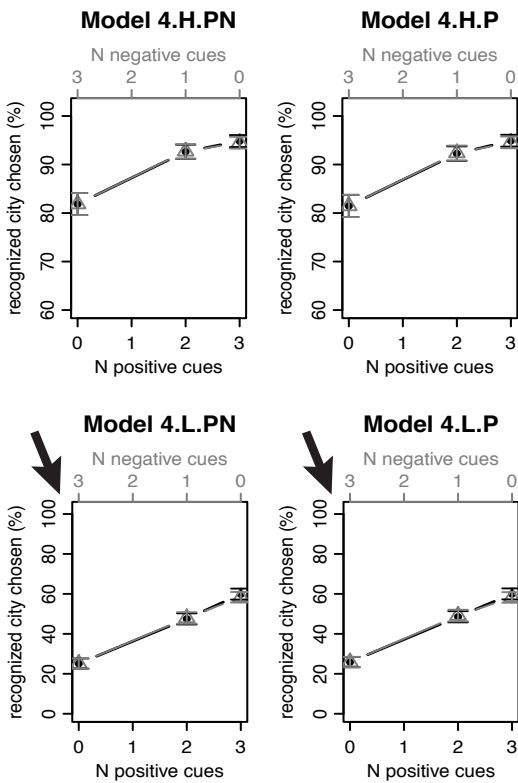 Model 4.H.PN
N negative cues
3 2 1 0
recognized city chosen (%)
100
90
80
70
60
0 1 2 3
N positive cues
Model 4.H.P
N negative cues
3 2 1 0
recognized city chosen (%)
100
90
80
70
60
0 1 2 3
N positive cues
Model 4.L.PN
N negative cues
3 2 1 0
recognized city chosen (%)
100
80
60
40
20
0
0 1 2 3
N positive cues
Model 4.L.P
N negative cues
3 2 1 0
recognized city chosen (%)
100
80
60
40
20
0
0 1 2 3
N positive cues